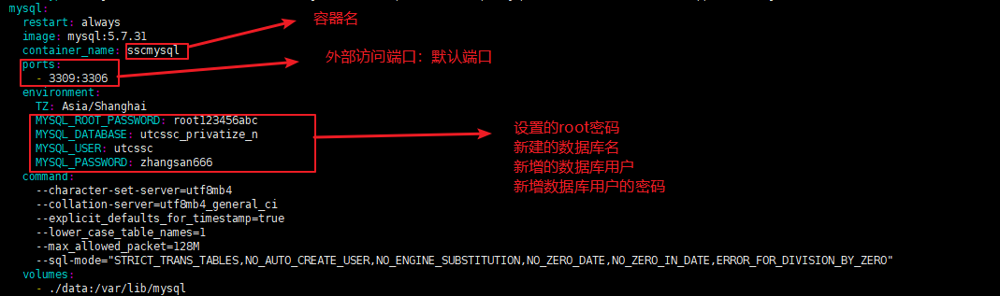 mysql:
restart: always
image: mysql:5.7.31
container_name: sscmysql
容器名
ports:
- 3309:3306
外部访问端口：默认端口
environment:
TZ: Asia/Shanghai
MYSQL_ROOT_PASSWORD: root123456abc
MYSQL_DATABASE: utcssc_privatize_n
MYSQL_USER: utcssc
MYSQL_PASSWORD: zhangsan666
设置的root密码
新建的数据库名
新增的数据库用户
新增数据库用户的密码
command:
--character-set-server=utf8mb4
--collation-server=utf8mb4_general_ci
--explicit_defaults_for_timestamp=true
--lower_case_table_names=1
--max_allowed_packet=128M
--sql-mode="STRICT_TRANS_TABLES,NO_AUTO_CREATE_USER,NO_ENGINE_SUBSTITUTION,NO_ZERO_DATE,NO_ZERO_IN_DATE,ERROR_FOR_DIVISION_BY_ZERO"
volumes:
- ./data:/var/lib/mysql